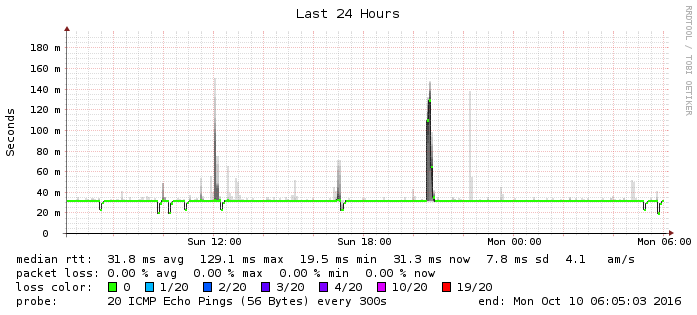 Last 24 Hours
RRDTOOL / TOBI OETIKER
Seconds
180 m
160 m
140 m
120 m
100 m
80 m
60 m
40 m
20 m
0
Sun 12:00 Sun 18:00 Mon 00:00 Mon 06:00
median rtt: 31.8 ms avg 129.1 ms max 19.5 ms min 31.3 ms now 7.8 ms sd 4.1 am/s
packet loss: 0.00 % avg 0.00 % max 0.00 % min 0.00 % now
loss color: 0 1/20 2/20 3/20 4/20 10/20 19/20
probe: 20 ICMP Echo Pings (56 Bytes) every 300s end: Mon Oct 10 06:05:03 2016